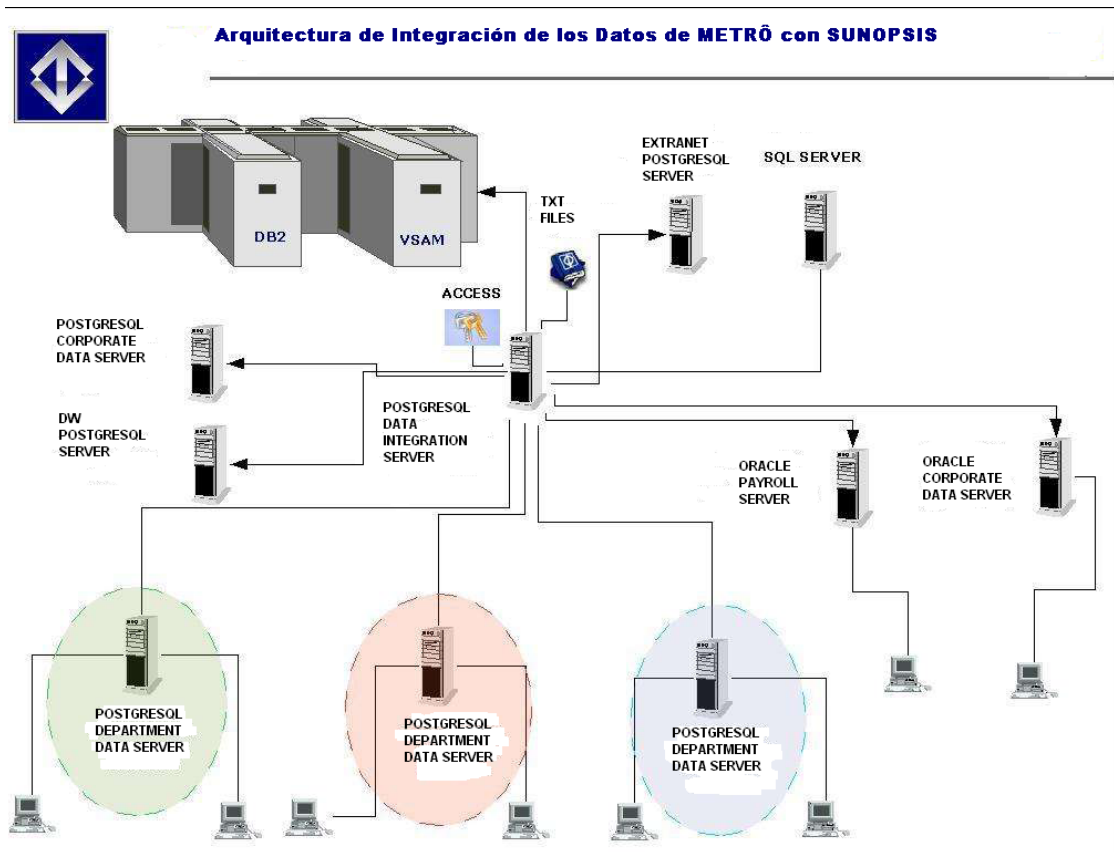 Arquitectura de Integración de los Datos de METRÔ con SUNOPSIS
EXTRANET
POSTGRESQL
SERVER
SQL SERVER
TXT
FILES
DB2
VSAM
ACCESS
POSTGRESQL
CORPORATE
DATA SERVER
DW
POSTGRESQL
SERVER
POSTGRESQL
DATA
INTEGRATION
SERVER
ORACLE
PAYROLL
SERVER
ORACLE
CORPORATE
DATA SERVER
POSTGRESQL
DEPARTMENT
DATA SERVER
POSTGRESQL
DEPARTMENT
DATA SERVER
POSTGRESQL
DEPARTMENT
DATA SERVER